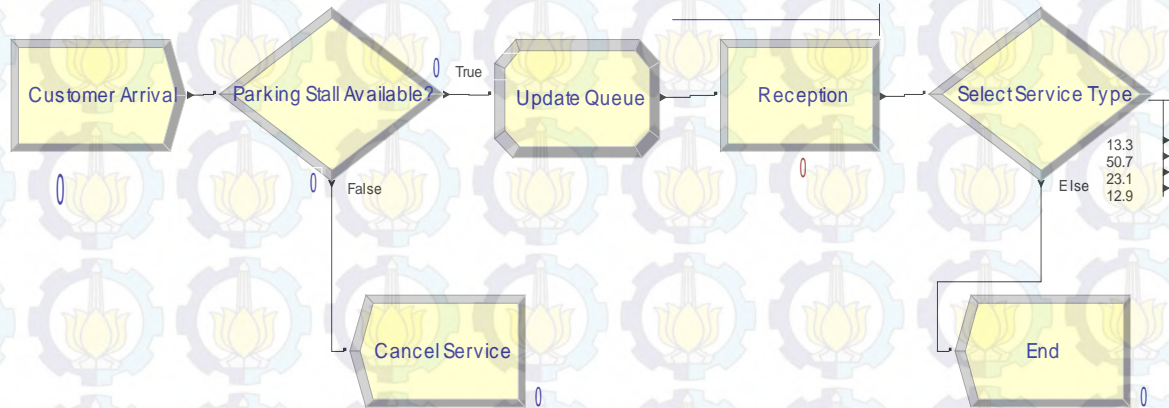 Customer Arrival
0
Parking Stall Available?
0
True
0
False
Update Queue
Reception
0
Select Service Type
13.3
50.7
23.1
12.9
Else
Cancel Service
0
End
0